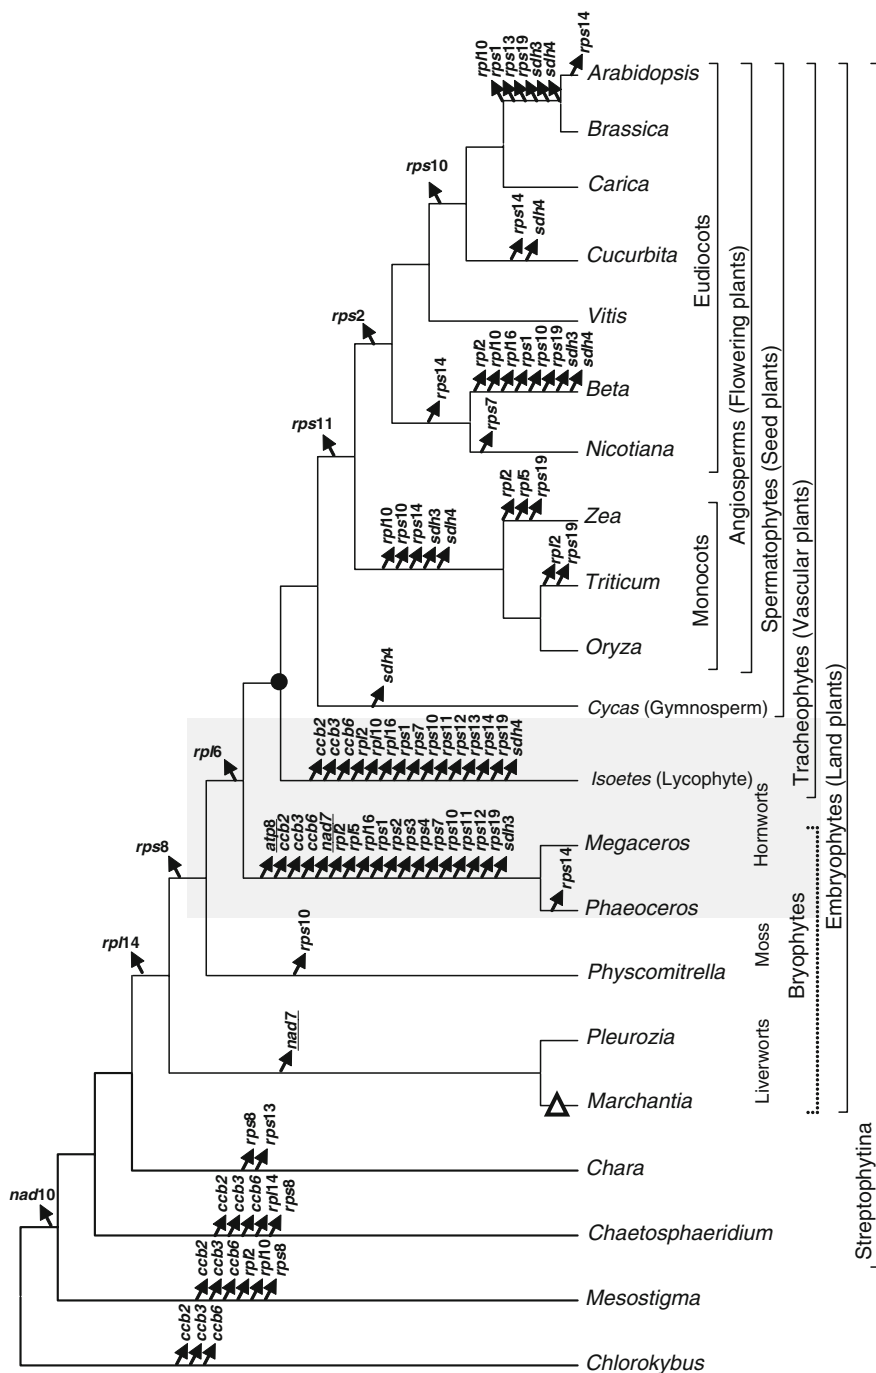 rpl10
rps1
rps13
rps19
sdh3
sdh4
rps14
Arabidopsis
Brassica
Carica
rps10
rps14
sdh4
Cucurbita
Vitis
rps2
rpl2
rpl10
rpl16
rps1
rps10
rps19
sdh3
sdh4
Beta
rps14
rps7
Nicotiana
Eudicots
rps11
rpl2
rpl5
rps19
Zea
rpl10
rps10
rps14
sdh3
sdh4
rpl2
rps19
Triticum
Oryza
Monocots
Angiosperms (Flowering plants)
sdh4
Cycas (Gymnosperm)
Spermatophytes (Seed plants)
rpl6
ccb2
ccb3
ccb6
rpl2
rpl10
rpl16
rps1
rps7
rps10
rps11
rps12
rps13
rps14
rps19
sdh4
Isoetes (Lycophyte)
Tracheophytes (Vascular plants)
rps8
atp8
ccb2
ccb3
ccb6
nad7
rpl2
rpl5
rpl16
rps1
rps2
rps3
rps4
rps7
rps10
rps11
rps12
rps19
sdh3
Megaceros
rps14
Phaeoceros
Hornworts
rpl14
rps10
Physcomitrella
Moss
nad7
Pleurozia
Marchantia
Liverworts
Bryophytes
Embryophytes (Land plants)
rps8
rps13
Chara
nad10
ccb2
ccb3
ccb6
rpl14
rps8
Chaetosphaeridium
Streptophytina
ccb2
ccb3
ccb6
rpl2
rpl10
rps8
Mesostigma
ccb2
ccb3
ccb6
Chlorokybus